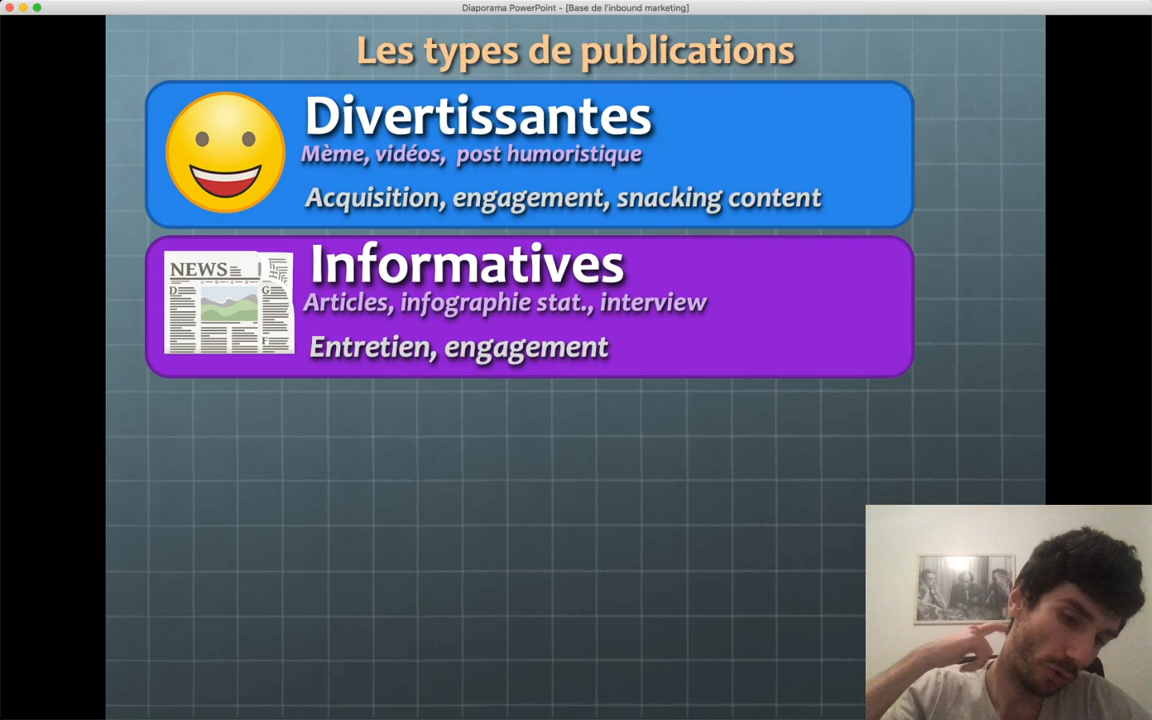 Diaporama PowerPoint - [Base de l'inbound marketing]
Les types de publications
Divertissantes
Mème, vidéos, post humoristique
Acquisition, engagement, snacking content
NEWS
Informatives
Articles, infographie stat., interview
Entretien, engagement